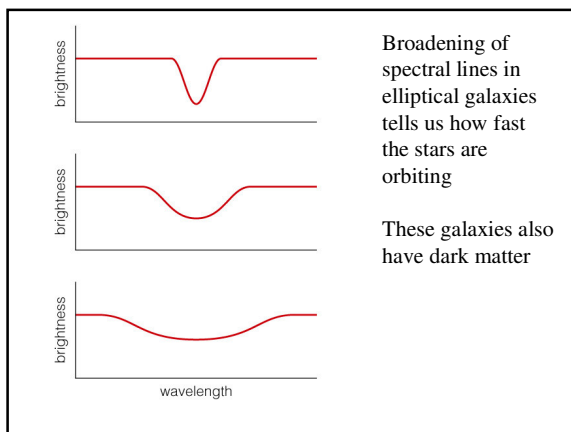 brightness
brightness
brightness
wavelength
Broadening of
spectral lines in
elliptical galaxies
tells us how fast
the stars are
orbiting
These galaxies also
have dark matter